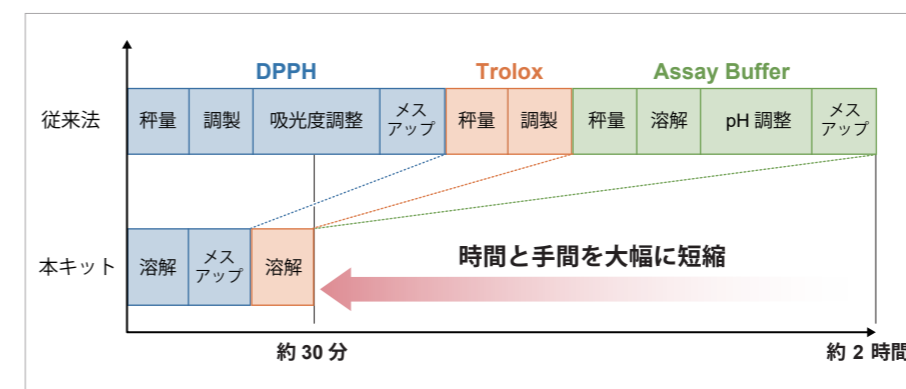 DPPH Trolox Assay Buffer
従来法 秤量 調製 吸光度調整 メス
アップ 秤量 調製 秤量 溶解 pH 調整 メス
アップ
本キット 溶解 メス
アップ 溶解 時間と手間を大幅に短縮
約 30 分 約 2 時間